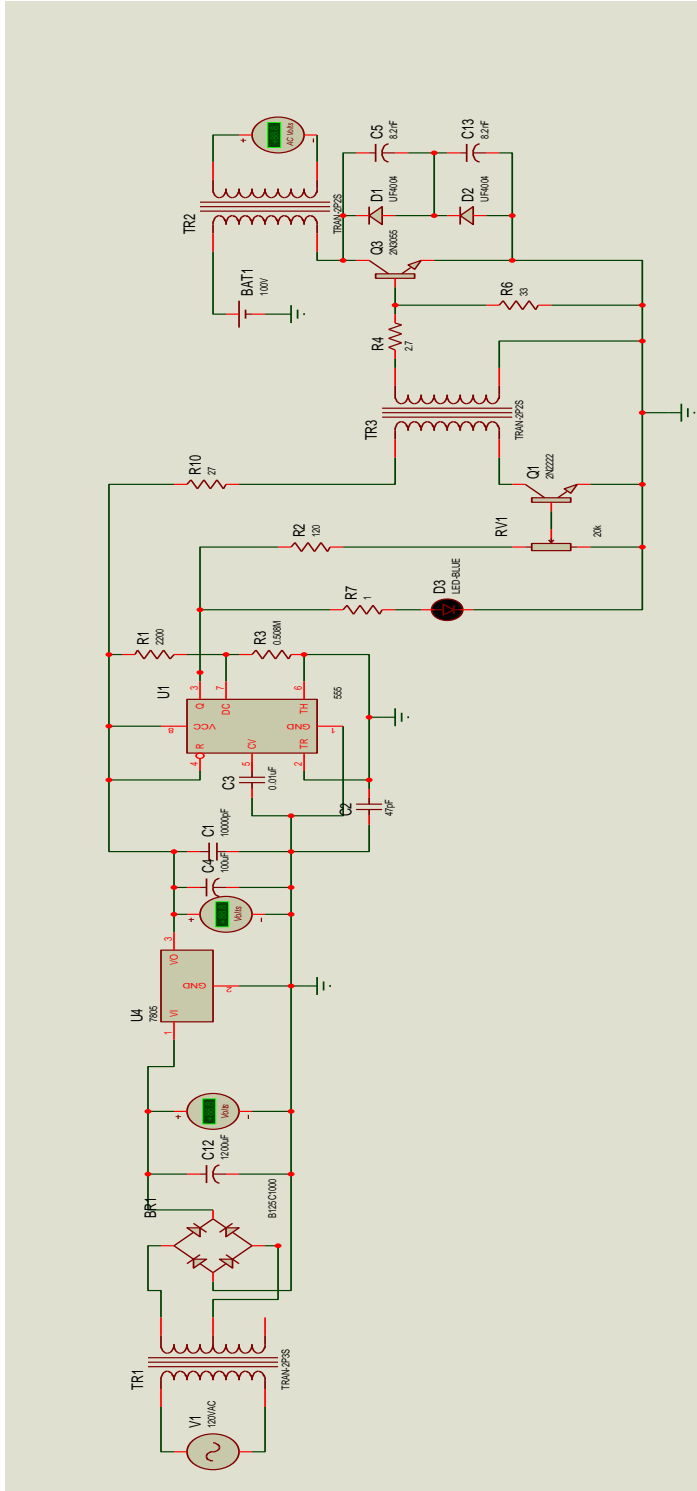 TR2
TRAN-2P2S
BAT1
100V
+
AC Volts
-
C5
8.2nF
C13
8.2nF
D1
UF4004
D2
UF4004
Q3
2N3055
R6
33
R4
2.7
TR3
TRAN-2P2S
R10
27
Q1
2N2222
RV1
20k
R2
120
D3
LED-BLUE
R7
1
R1
2200
R3
0.508M
U1
555
VCC 8
R 4
Q 3
DC 7
TH 6
GND 1
CV 5
TR 2
C3
0.01uF
C2
47pF
C1
10000pF
C4
100uF
+
Volts
-
U4
7805
VI 1
VO 3
GND 2
+
Volts
-
C12
1200uF
BR1
B125C1000
TR1
TRAN-2P3S
V1
120VAC